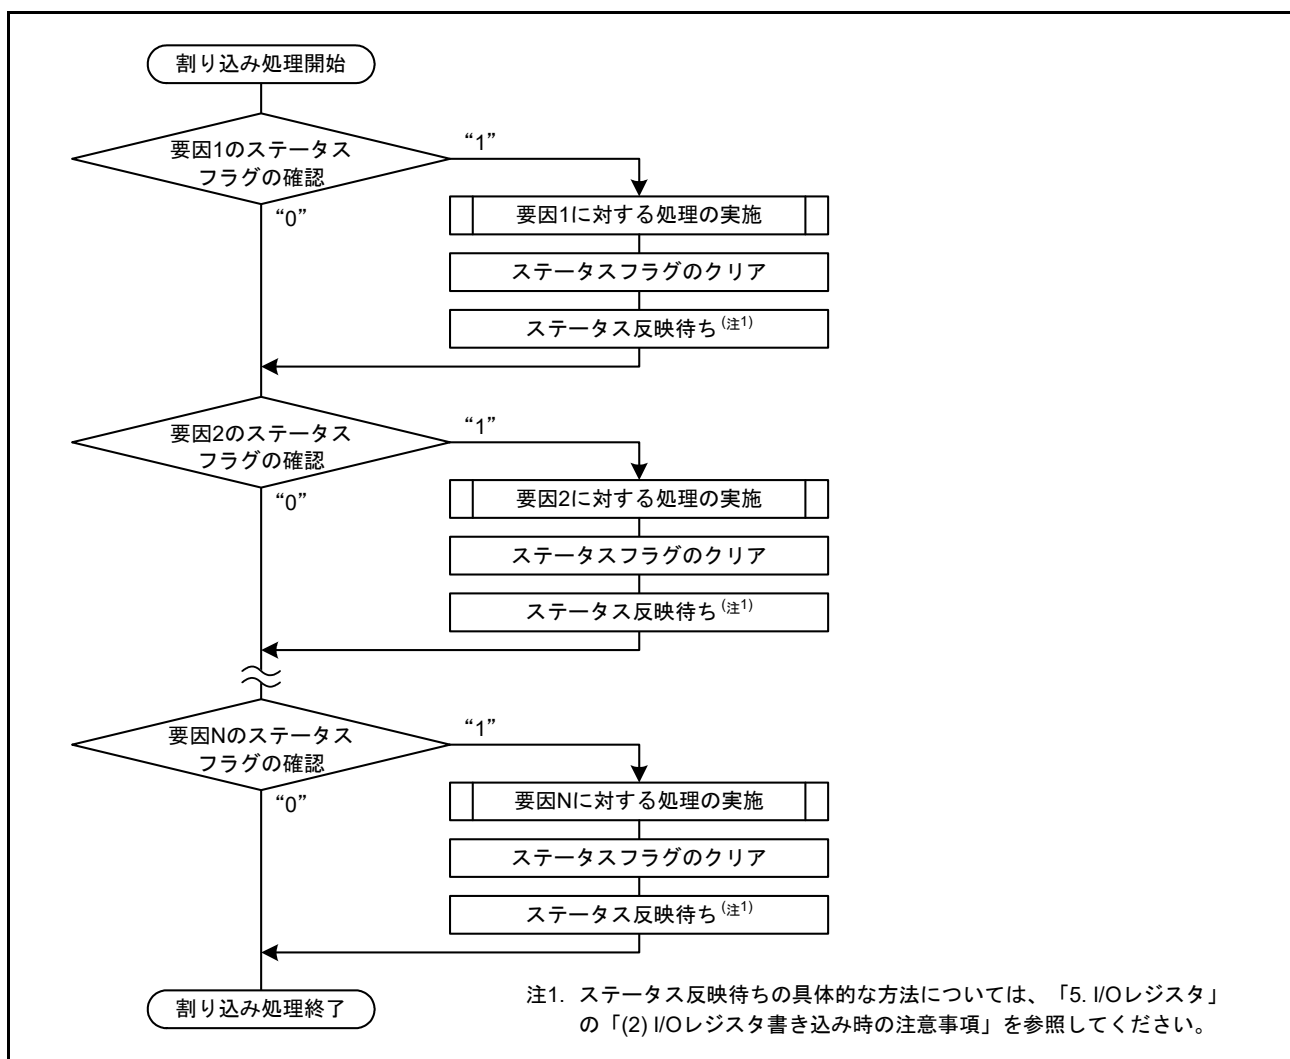 割り込み処理開始
要因1のステータス
フラグの確認
“1”
“0”
要因1に対する処理の実施
ステータスフラグのクリア
ステータス反映待ち(注1)
要因2のステータス
フラグの確認
“1”
“0”
要因2に対する処理の実施
ステータスフラグのクリア
ステータス反映待ち(注1)
要因Nのステータス
フラグの確認
“1”
“0”
要因Nに対する処理の実施
ステータスフラグのクリア
ステータス反映待ち(注1)
割り込み処理終了
注1. ステータス反映待ちの具体的な方法については、「5. I/Oレジスタ」
の「(2) I/Oレジスタ書き込み時の注意事項」を参照してください。